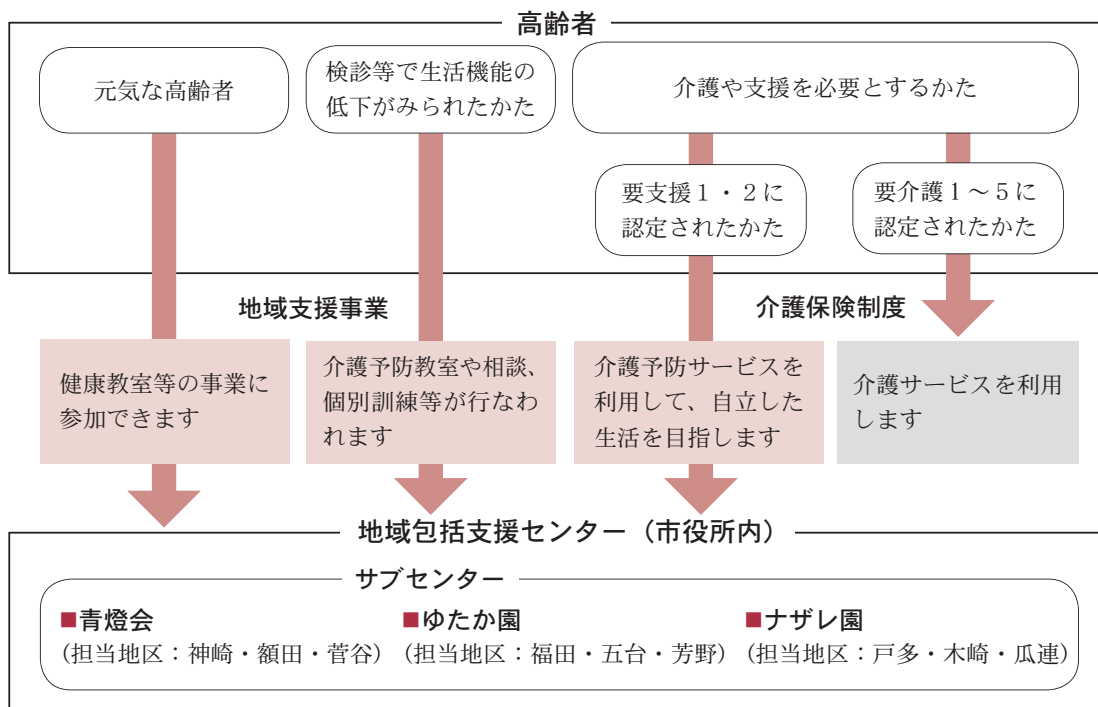 高齢者
元気な高齢者
検診等で生活機能の
低下がみられたかた
介護や支援を必要とするかた
要支援1・2に
認定されたかた
要介護1～5に
認定されたかた
地域支援事業
介護保険制度
健康教室等の事業に
参加できます
介護予防教室や相談、
個別訓練等が行なわ
れます
介護予防サービスを
利用して、自立した
生活を目指します
介護サービスを利用
します
地域包括支援センター（市役所内）
サブセンター
■青燈会
（担当地区：神崎・額田・菅谷）
■ゆたか園
（担当地区：福田・五台・芳野）
■ナザレ園
（担当地区：戸多・木崎・瓜連）